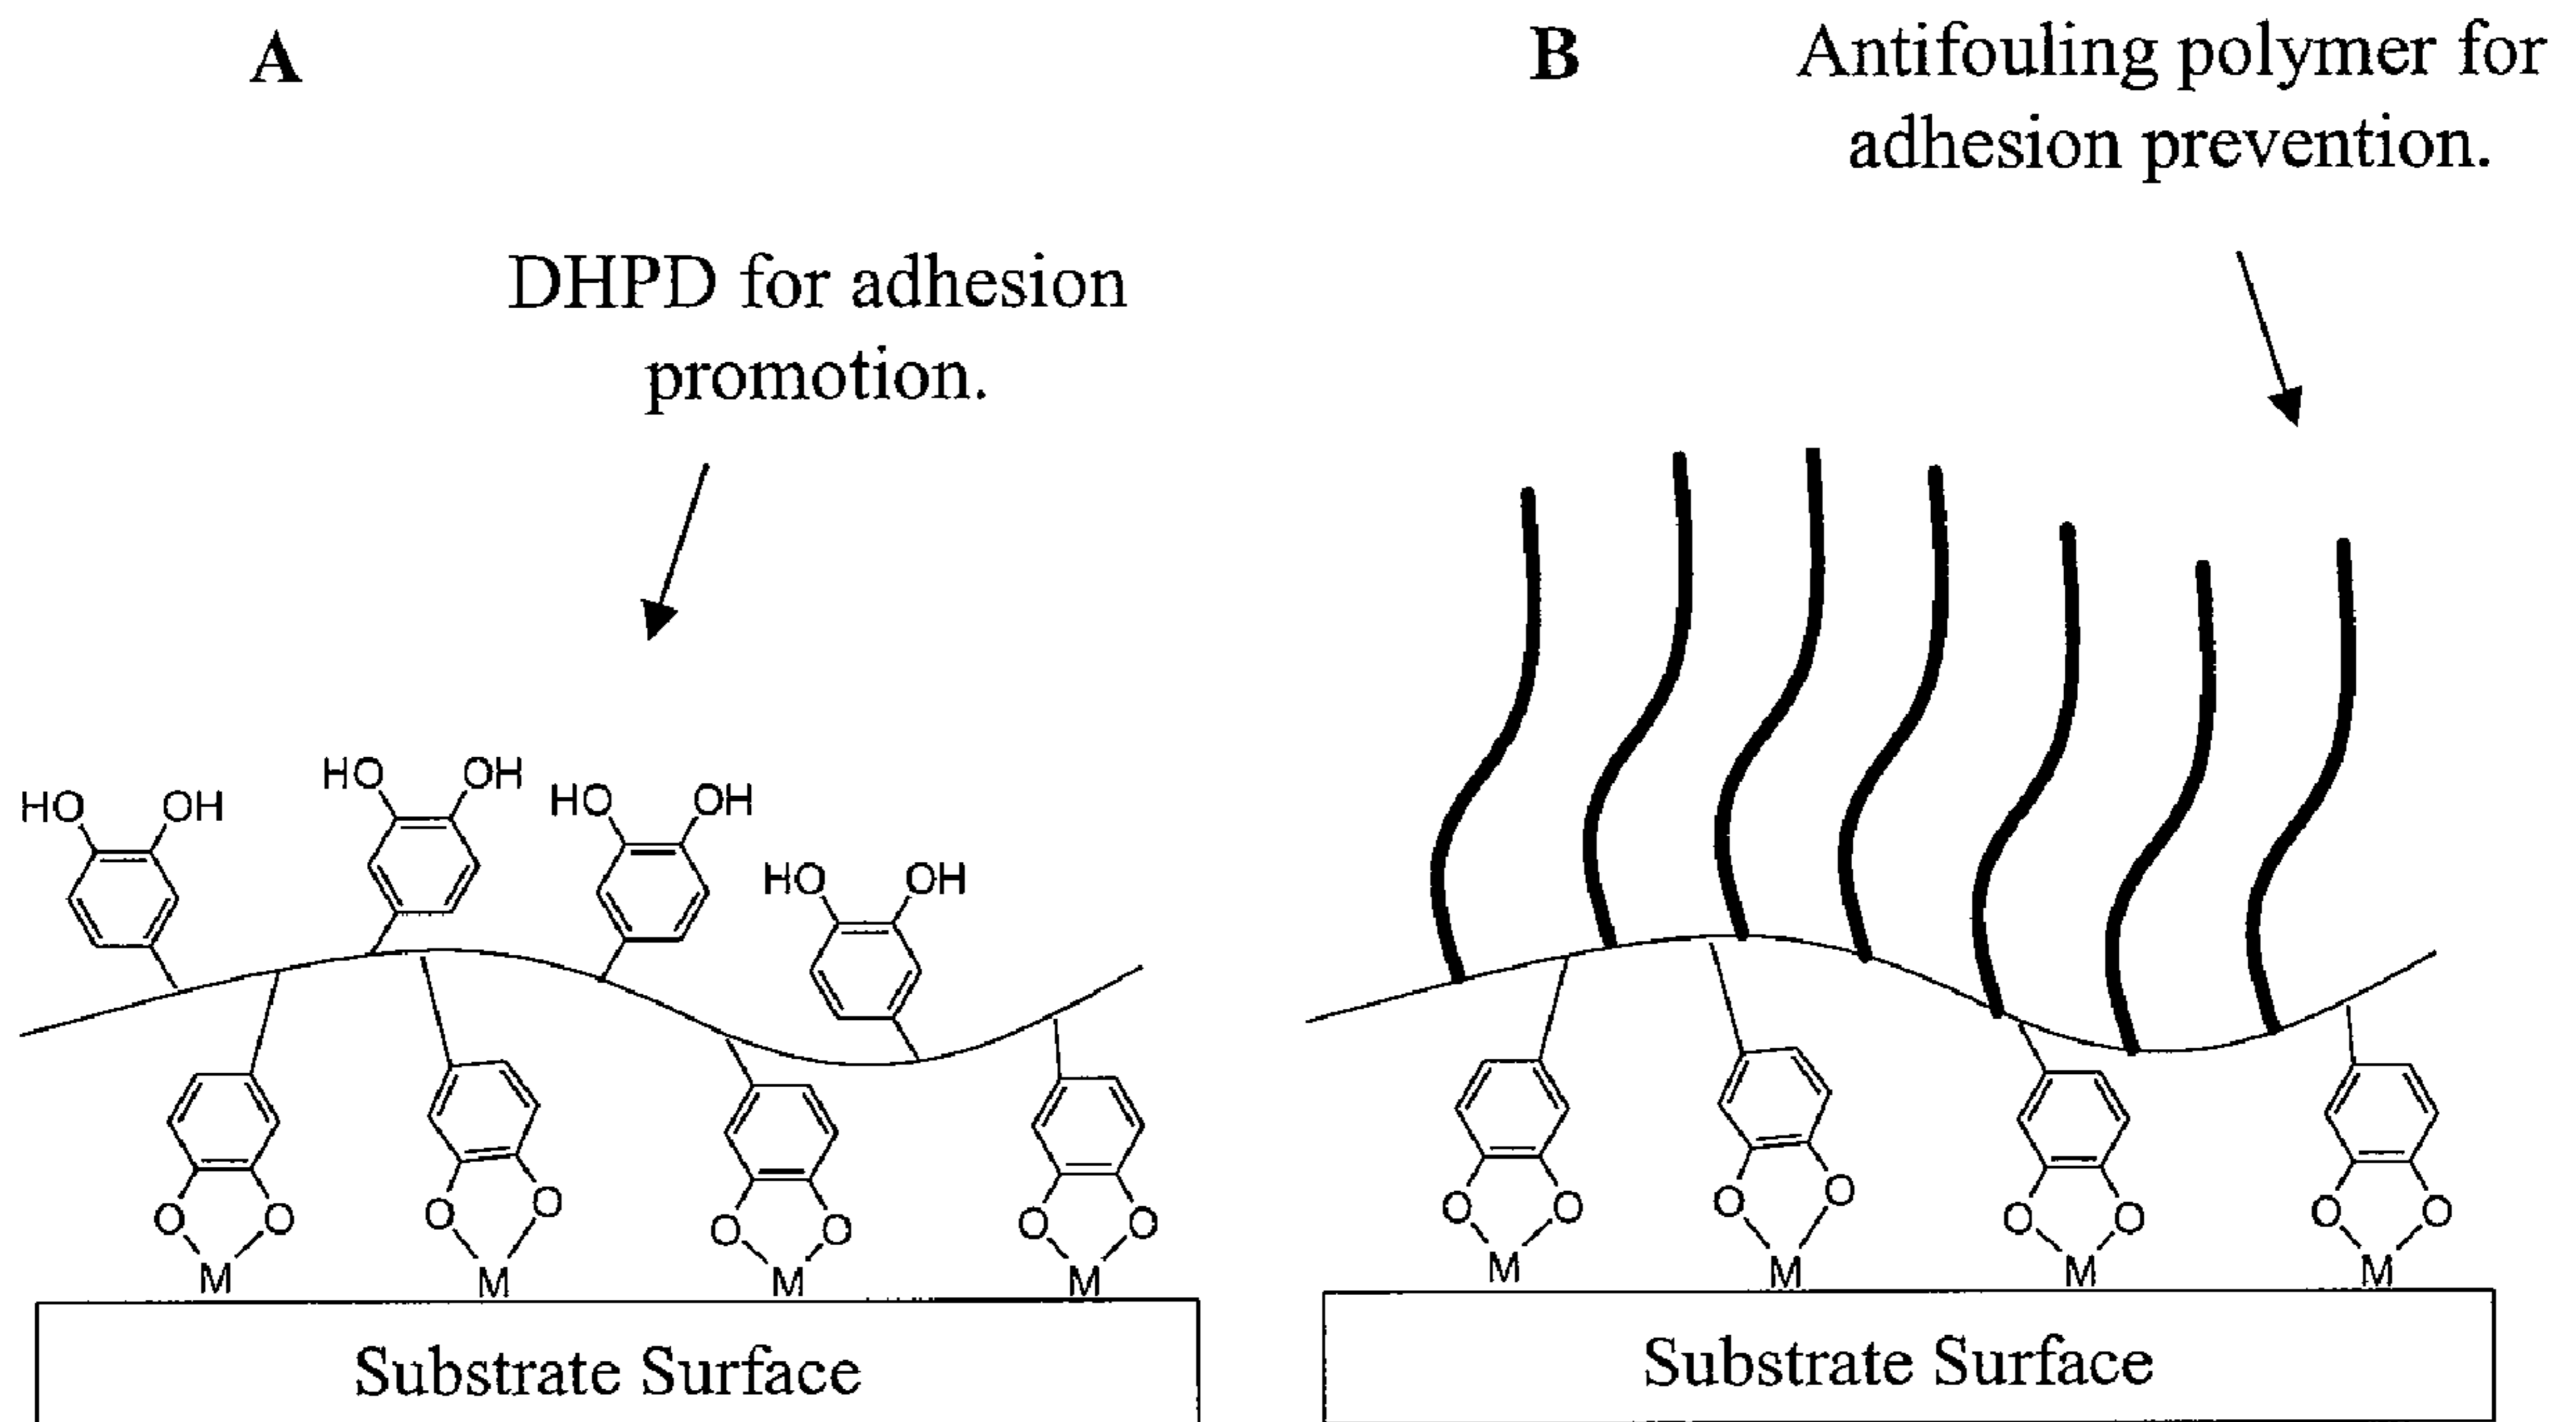 A
DHPD for adhesion
promotion.
HO OH HO OH HO OH HO OH
O O O O O O O O
M M M M
Substrate Surface
B
Antifouling polymer for
adhesion prevention.
O O O O O O O O
M M M M
Substrate Surface